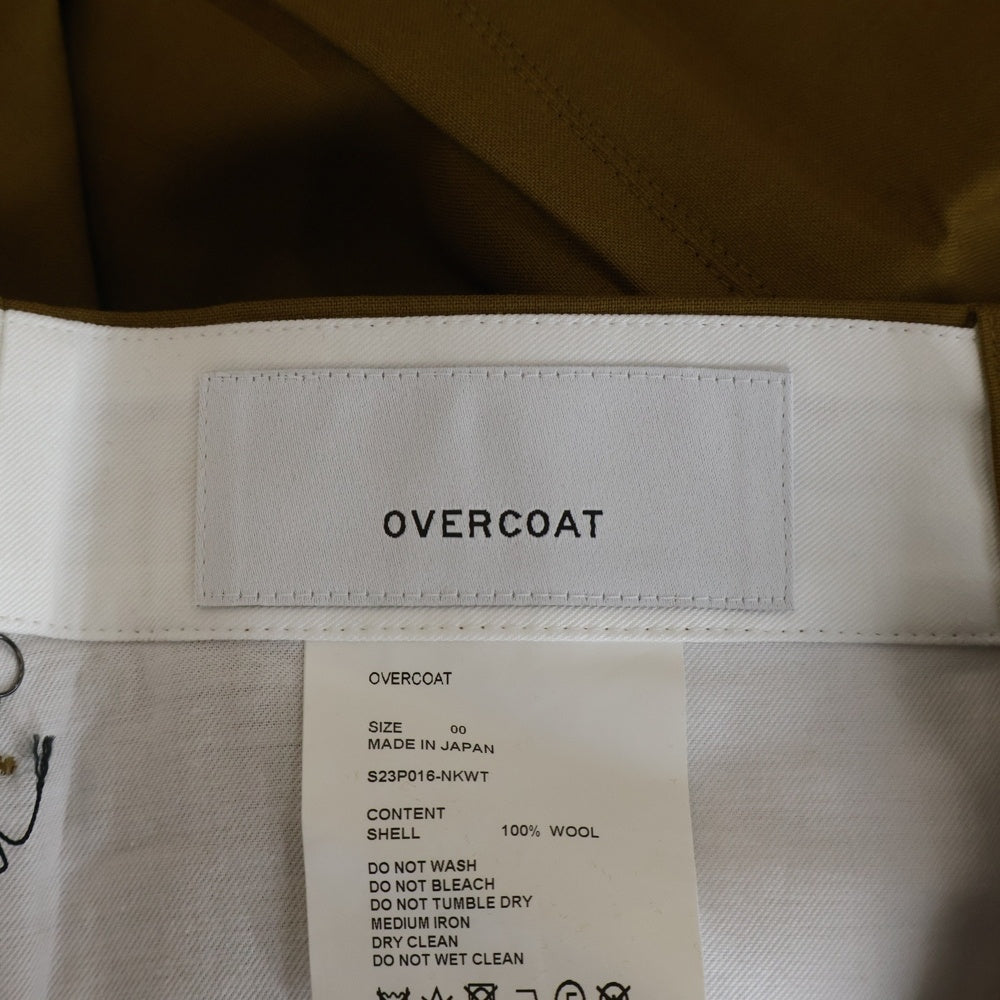 OVERCOAT
OVERCOAT
SIZE 00
MADE IN JAPAN
S23P016-NKWT
CONTENT
SHELL 100% WOOL
DO NOT WASH
DO NOT BLEACH
DO NOT TUMBLE DRY
MEDIUM IRON
DRY CLEAN
DO NOT WET CLEAN